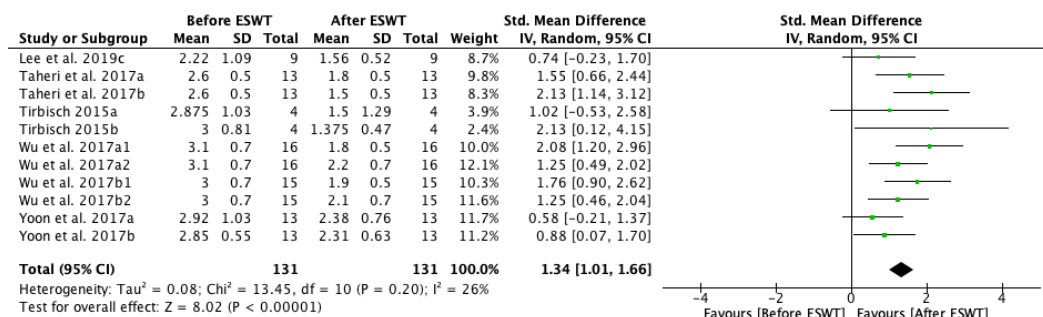 Before ESWT After ESWT Std. Mean Difference Std. Mean Difference
Study or Subgroup Mean SD Total Mean SD Total Weight IV, Random, 95% CI IV, Random, 95% CI
Lee et al. 2019c 2.22 1.09 9 1.56 0.52 9 8.7% 0.74 [-0.23, 1.70]
Taheri et al. 2017a 2.6 0.5 13 1.8 0.5 13 9.8% 1.55 [0.66, 2.44]
Taheri et al. 2017b 2.6 0.5 13 1.5 0.5 13 8.3% 2.13 [1.14, 3.12]
Tirbisch 2015a 2.875 1.03 4 1.5 1.29 4 4.0% 1.02 [-0.53, 2.58]
Tirbisch 2015b 3 0.81 4 1.375 0.47 4 2.4% 2.13 [0.12, 4.15]
Wu et al. 2017a1 3.1 0.7 16 1.8 0.5 16 10.0% 2.08 [1.20, 2.96]
Wu et al. 2017a2 3.1 0.7 16 2.2 0.7 16 12.1% 1.25 [0.49, 2.02]
Wu et al. 2017b1 3 0.7 15 1.9 0.5 15 10.3% 1.76 [0.90, 2.62]
Wu et al. 2017b2 3 0.7 15 2.1 0.7 15 11.6% 1.25 [0.46, 2.04]
Yoon et al. 2017a 2.92 1.03 13 2.38 0.76 13 11.7% 0.58 [-0.21, 1.37]
Yoon et al. 2017b 2.85 0.55 13 2.31 0.63 13 11.2% 0.88 [0.07, 1.70]
Total (95% CI) 131 131 100.0% 1.34 [1.01, 1.66]
Heterogeneity: Tau² = 0.08; Chi² = 13.45, df = 10 (P = 0.20); I² = 26%
Test for overall effect: Z = 8.02 (P < 0.00001)
-4 -2 0 2 4
Favours [Before ESWT] Favours [After ESWT]